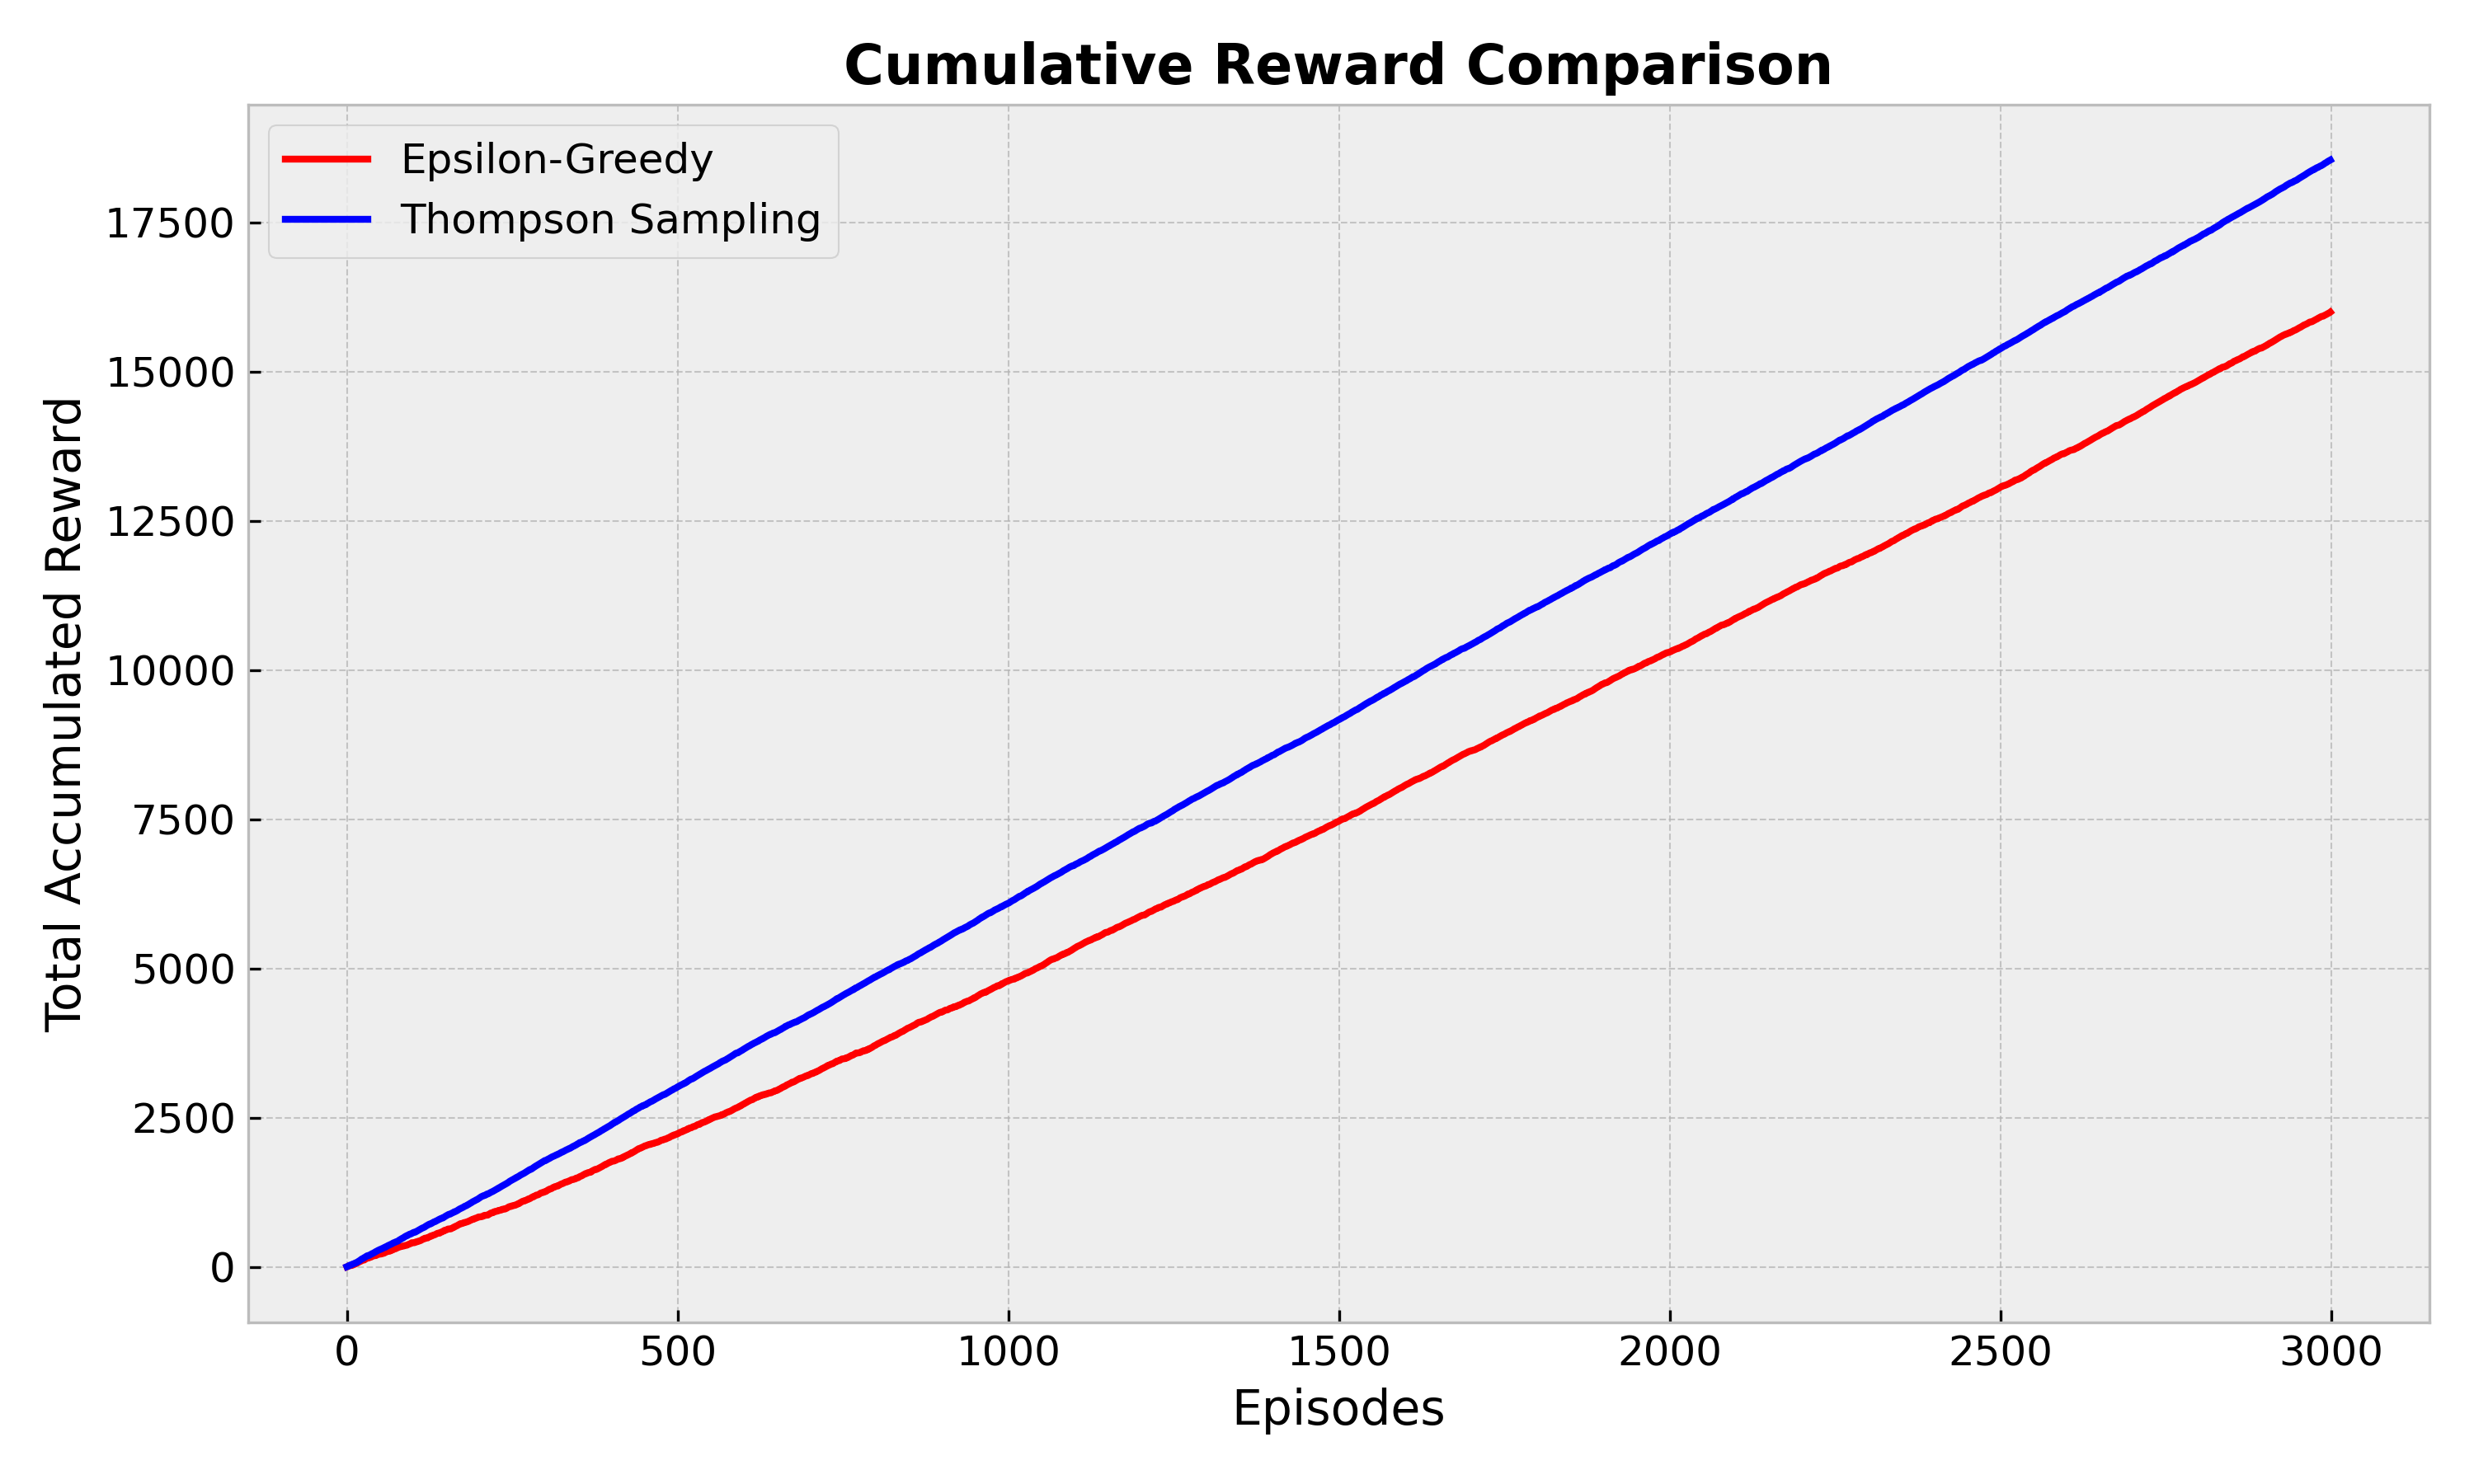 Cumulative Reward Comparison
Epsilon-Greedy
Thompson Sampling
Total Accumulated Reward
17500
15000
12500
10000
7500
5000
2500
0
0 500 1000 1500 2000 2500 3000
Episodes